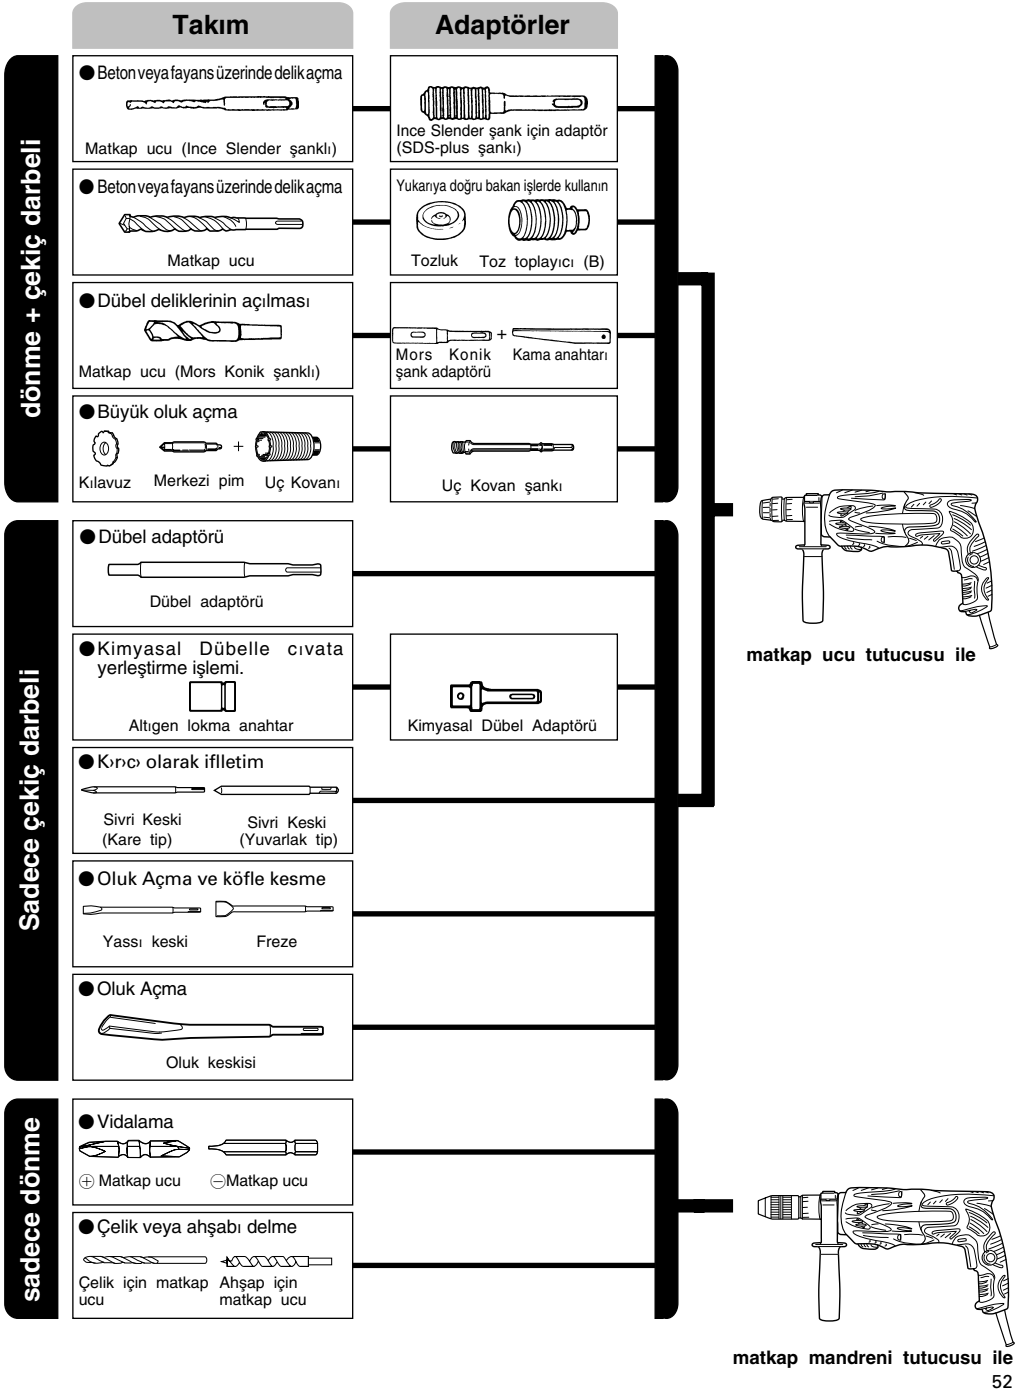 Takım
Adaptörler
dönme + çekiç darbeli
● Beton veya fayans üzerinde delik açma
Matkap ucu (Ince Slender şanklı)
Ince Slender şank için adaptör
(SDS-plus şankı)
● Beton veya fayans üzerinde delik açma
Matkap ucu
Yukarıya doğru bakan işlerde kullanın
Tozluk Toz toplayıcı (B)
● Dübel deliklerinin açılması
Matkap ucu (Mors Konik şanklı)
+
Mors Konik
şank adaptörü
Kama anahtarı
● Büyük oluk açma
+
Kılavuz Merkezi pim Uç Kovanı
Uç Kovan şankı
Sadece çekiç darbeli
● Dübel adaptörü
Dübel adaptörü
● Kimyasal Dübelle cıvata
yerleştirme işlemi.
Altıgen lokma anahtar
Kimyasal Dübel Adaptörü
● K›r›c› olarak iflletim
Sivri Keski
(Kare tip)
Sivri Keski
(Yuvarlak tip)
● Oluk Açma ve köfle kesme
Yassı keski Freze
● Oluk Açma
Oluk keskisi
matkap ucu tutucusu ile
sadece dönme
● Vidalama
⊕ Matkap ucu ⊖Matkap ucu
● Çelik veya ahşabı delme
Çelik için matkap
ucu
Ahşap için
matkap ucu
matkap mandreni tutucusu ile
52